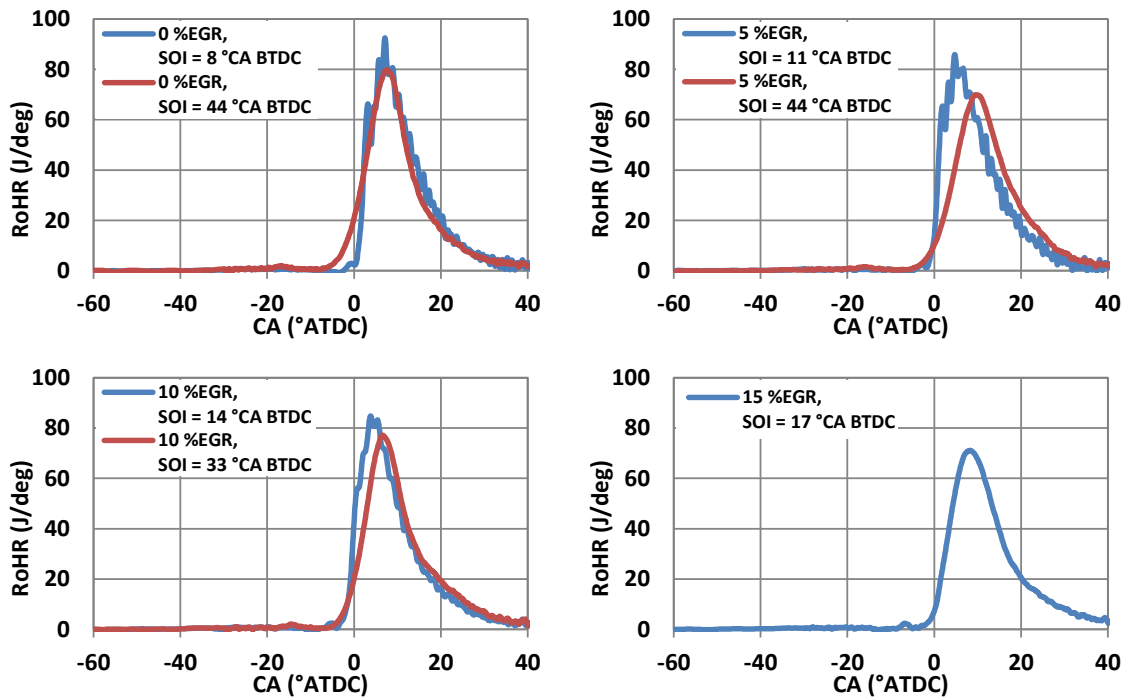 100
80
60
40
20
0
RoHR (J/deg)
0 %EGR,
SOI = 8 °CA BTDC
0 %EGR,
SOI = 44 °CA BTDC
-60 -40 -20 0 20 40
CA (°ATDC)
100
80
60
40
20
0
RoHR (J/deg)
5 %EGR,
SOI = 11 °CA BTDC
5 %EGR,
SOI = 44 °CA BTDC
-60 -40 -20 0 20 40
CA (°ATDC)
100
80
60
40
20
0
RoHR (J/deg)
10 %EGR,
SOI = 14 °CA BTDC
10 %EGR,
SOI = 33 °CA BTDC
-60 -40 -20 0 20 40
CA (°ATDC)
100
80
60
40
20
0
RoHR (J/deg)
15 %EGR,
SOI = 17 °CA BTDC
-60 -40 -20 0 20 40
CA (°ATDC)